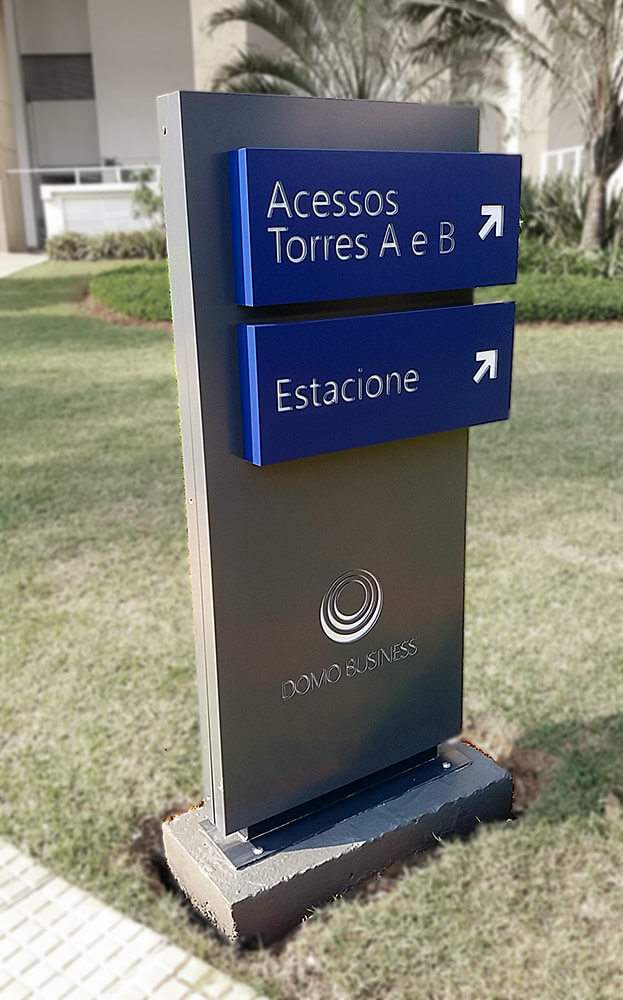 Acessos
Torres A e B
Estacione
DOMO BUSINESS